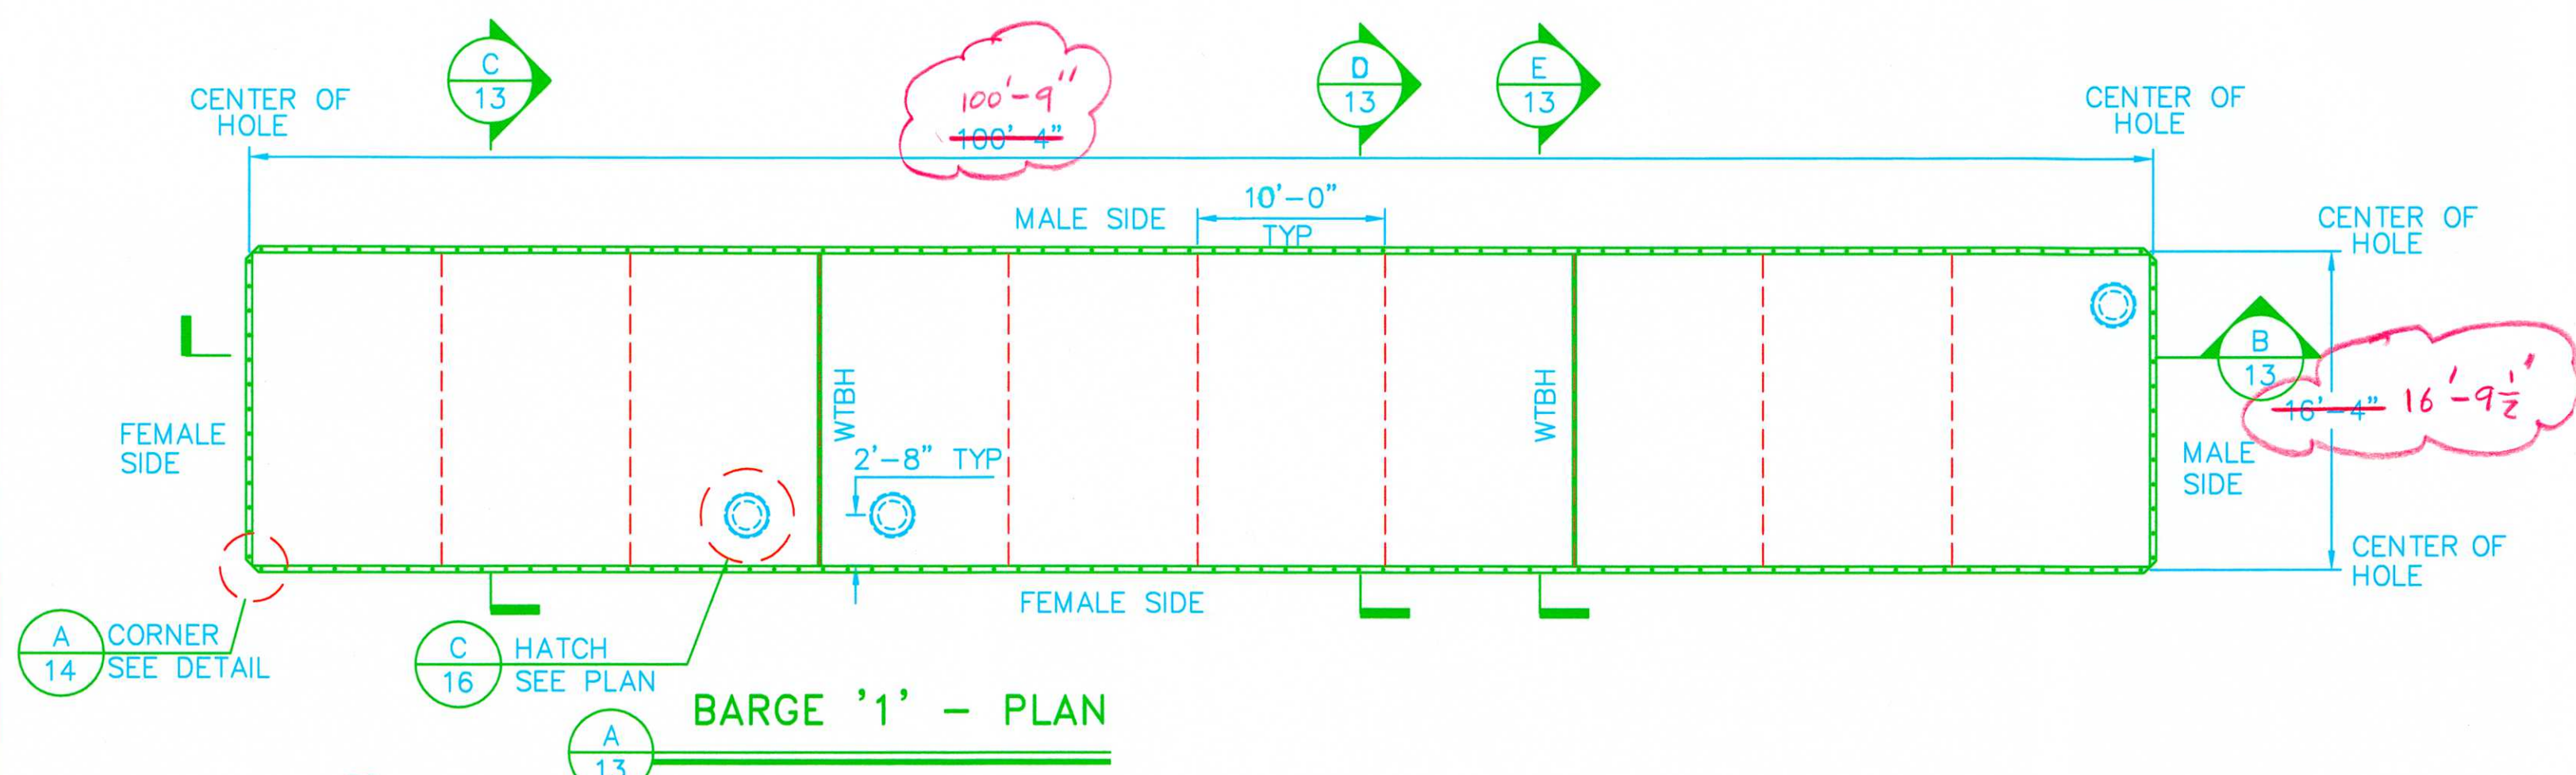 C
13
D
13
E
13
100'-9"
100'-4"
CENTER OF
HOLE
CENTER OF
HOLE
10'-0"
TYP
MALE SIDE
CENTER OF
HOLE
B
13
16'-4" 16'-9½'
WTBH
WTBH
FEMALE
SIDE
2'-8" TYP
MALE
SIDE
CENTER OF
HOLE
FEMALE SIDE
A
14
CORNER
SEE DETAIL
C
16
HATCH
SEE PLAN
BARGE '1' - PLAN
A
13